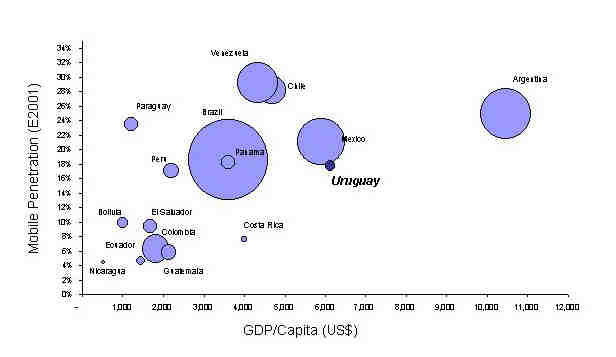 Mobile Penetration (E2001)
34%
32%
30%
28%
26%
24%
22%
20%
18%
16%
14%
12%
10%
8%
6%
4%
2%
0%
Venezuela
Chile
Argentina
Paraguay
Brazil
Mexico
Peru
Panama
Uruguay
Bolivia
El Salvador
Costa Rica
Colombia
Ecuador
Nicaragua
Guatemala
- 1,000 2,000 3,000 4,000 5,000 6,000 7,000 8,000 9,000 10,000 11,000 12,000
GDP/Capita (US$)